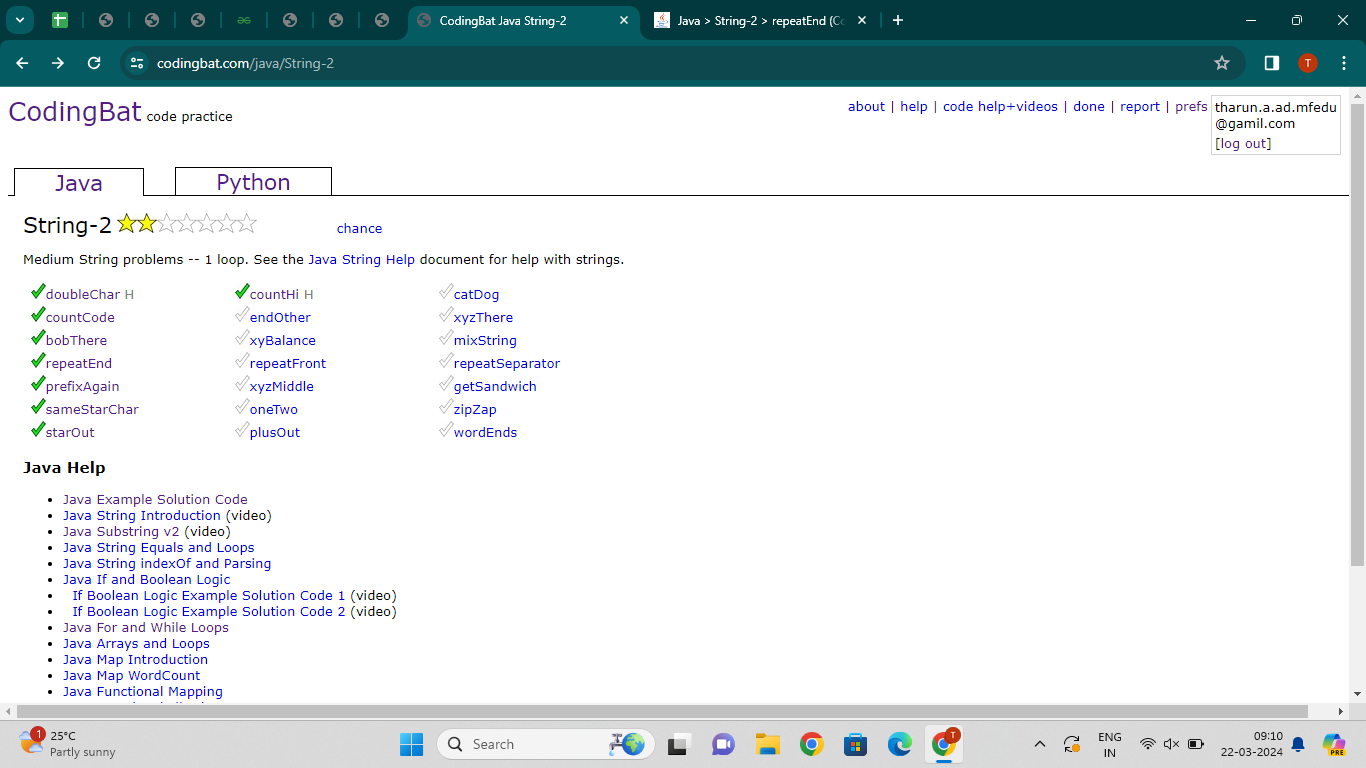 CodingBat Java String-2
Java > String-2 > repeatEnd (Co
codingbat.com/java/String-2
T
CodingBat code practice
about | help | code help+videos | done | report | prefs
tharun.a.ad.mfedu
@gamil.com
[log out]
Java
Python
String-2
chance
Medium String problems -- 1 loop. See the Java String Help document for help with strings.
doubleChar H countHi H catDog
countCode endOther xyzThere
bobThere xyBalance mixString
repeatEnd repeatFront repeatSeparator
prefixAgain xyzMiddle getSandwich
sameStarChar oneTwo zipZap
starOut plusOut wordEnds
Java Help
Java Example Solution Code
Java String Introduction (video)
Java Substring v2 (video)
Java String Equals and Loops
Java String indexOf and Parsing
Java If and Boolean Logic
If Boolean Logic Example Solution Code 1 (video)
If Boolean Logic Example Solution Code 2 (video)
Java For and While Loops
Java Arrays and Loops
Java Map Introduction
Java Map WordCount
Java Functional Mapping
1
25°C
Partly sunny
Search
T
ENG
IN
09:10
22-03-2024
PRE